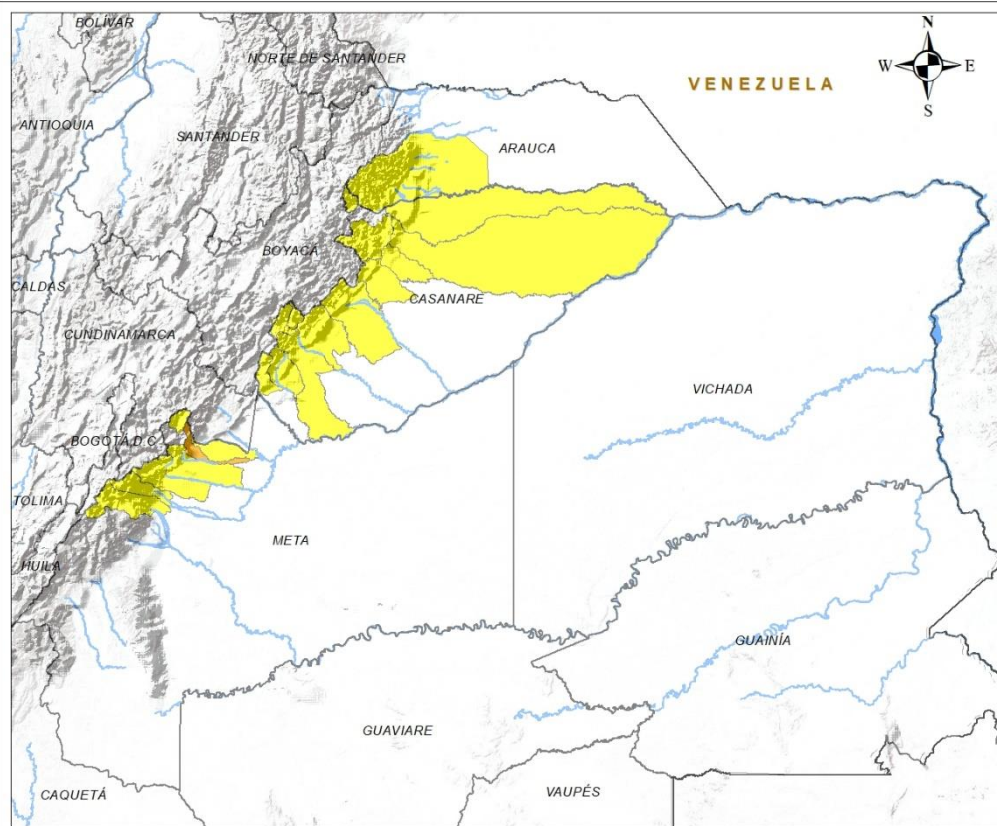 BOLÍVAR
N
NORTE DE SANTANDER
W
E
VENEZUELA
S
ANTIOQUIA
SANTANDER
ARAUCA
BOYACÁ
CALDAS
CASANARE
CUNDINAMARCA
VICHADA
BOGOTÁ D.C
TOLIMA
META
HUILA
GUAINÍA
GUAVIARE
CAQUETÁ
VAUPÉS